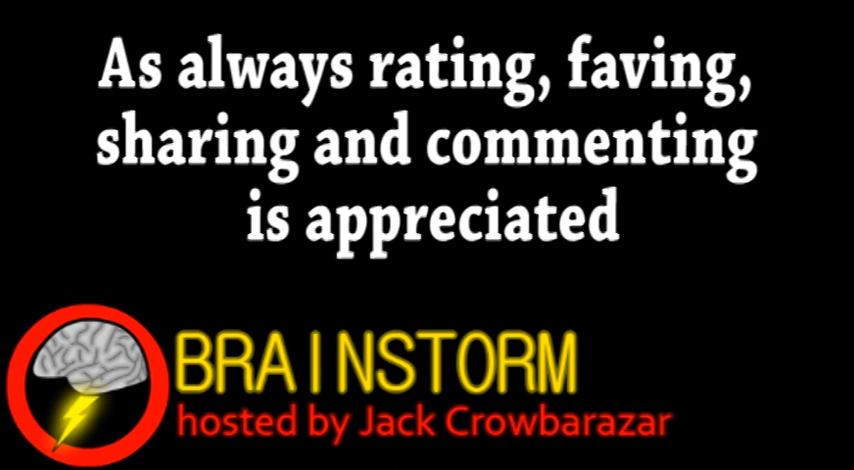 As always rating, faving,
sharing and commenting
is appreciated
BRAINSTORM
hosted by Jack Crowbarazar